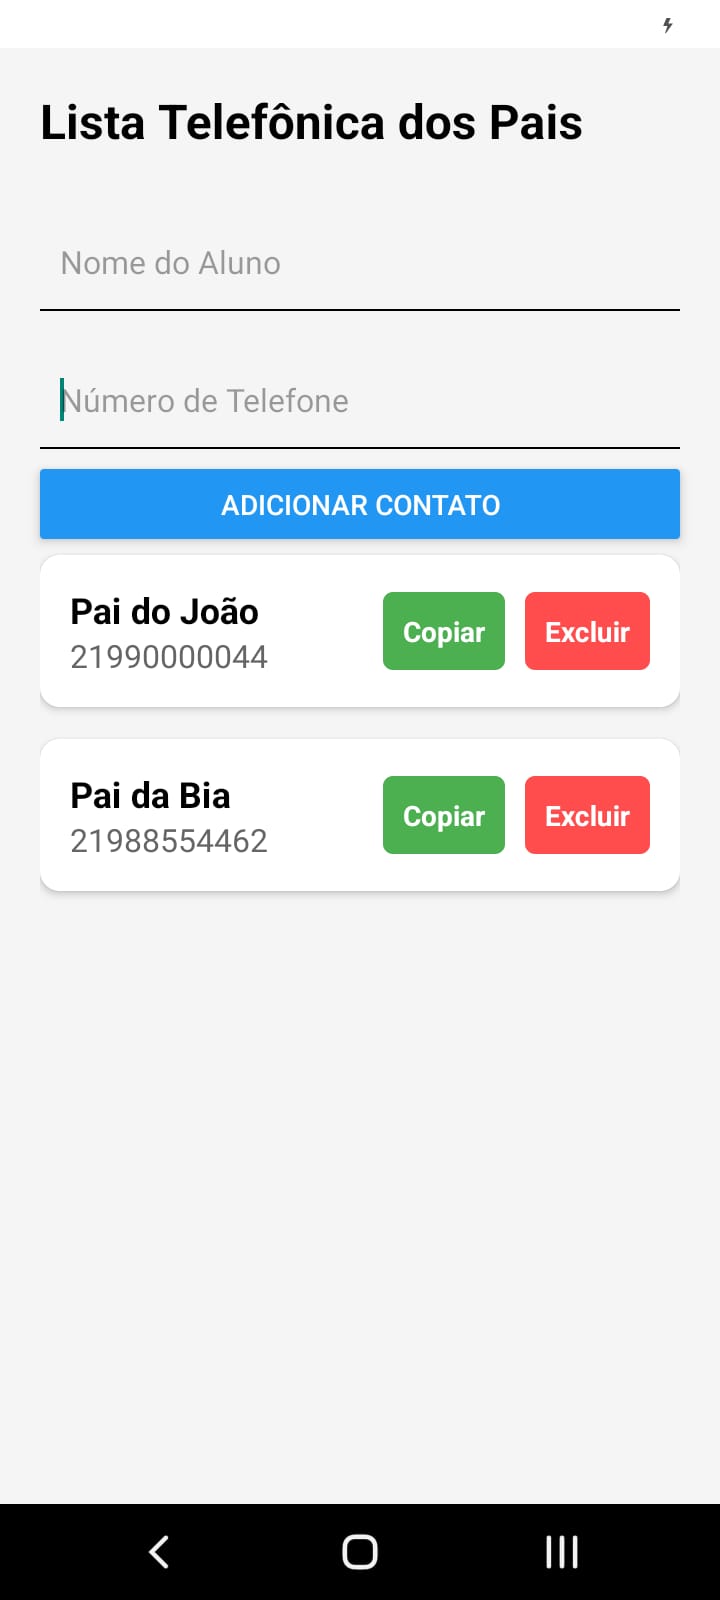 Lista Telefônica dos Pais
Nome do Aluno
Número de Telefone
ADICIONAR CONTATO
Pai do João
21990000044
Copiar
Excluir
Pai da Bia
21988554462
Copiar
Excluir